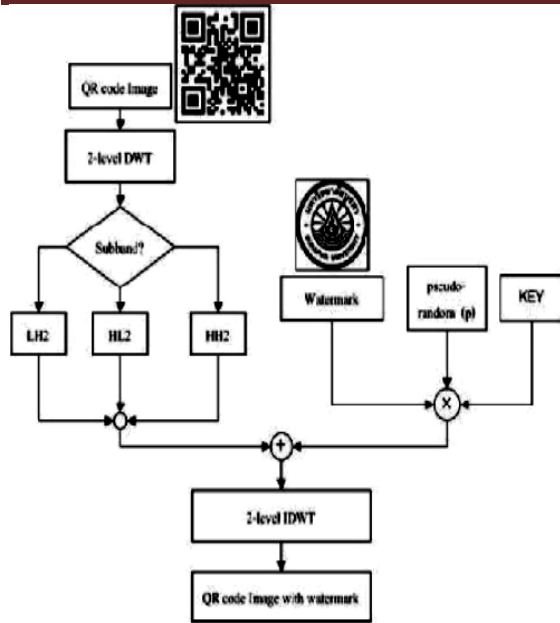 QR code Image
2-level DWT
Subband?
LH2
HL2
HH2
Watermark
pseudo-
random (p)
KEY
×
+
2-level IDWT
QR code Image with watermark